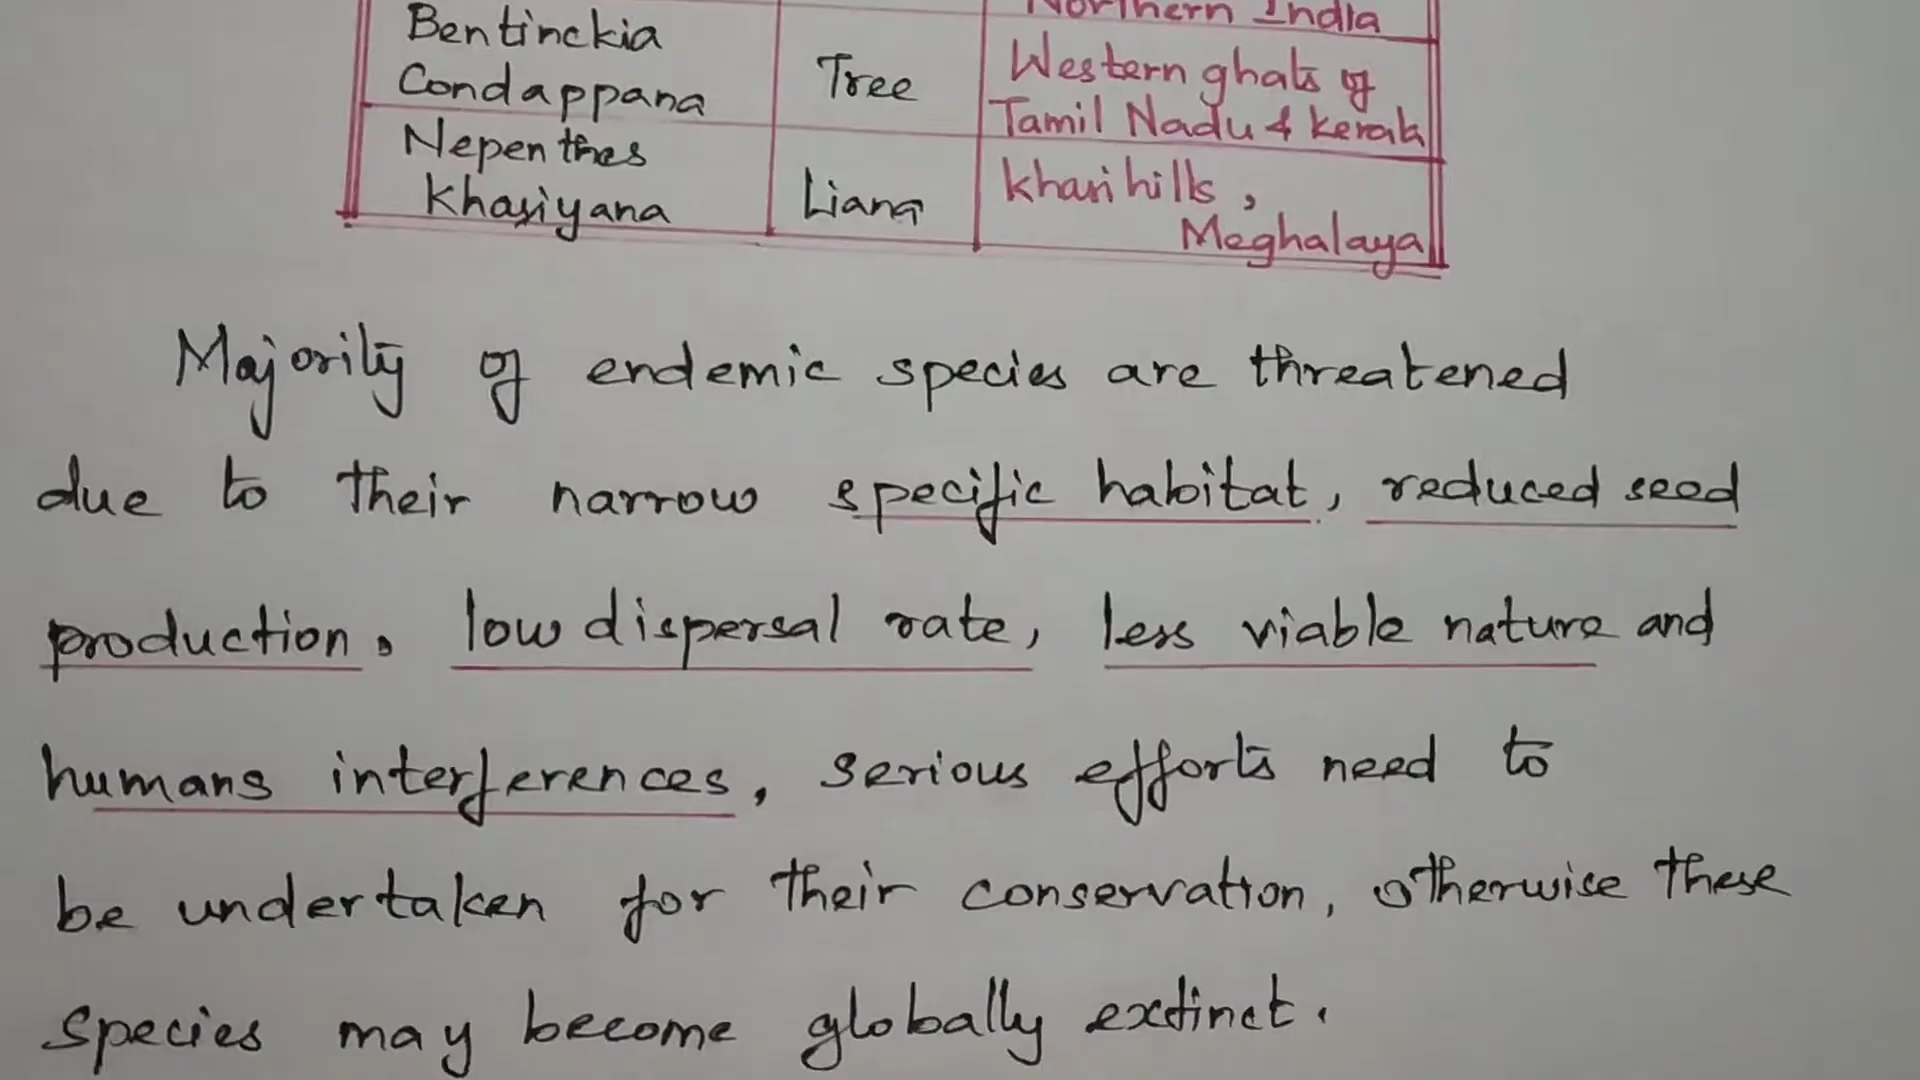 Northern India
Bentinckia
Condappana
Tree
Western ghats of
Tamil Nadu & Kerala
Nepenthes
Khasiyana
Liana
Khasi hills,
Meghalaya
Majority of endemic species are threatened
due to their narrow specific habitat, reduced seed
production, low dispersal rate, less viable nature and
humans interferences, serious efforts need to
be undertaken for their conservation, otherwise these
species may become globally extinct.